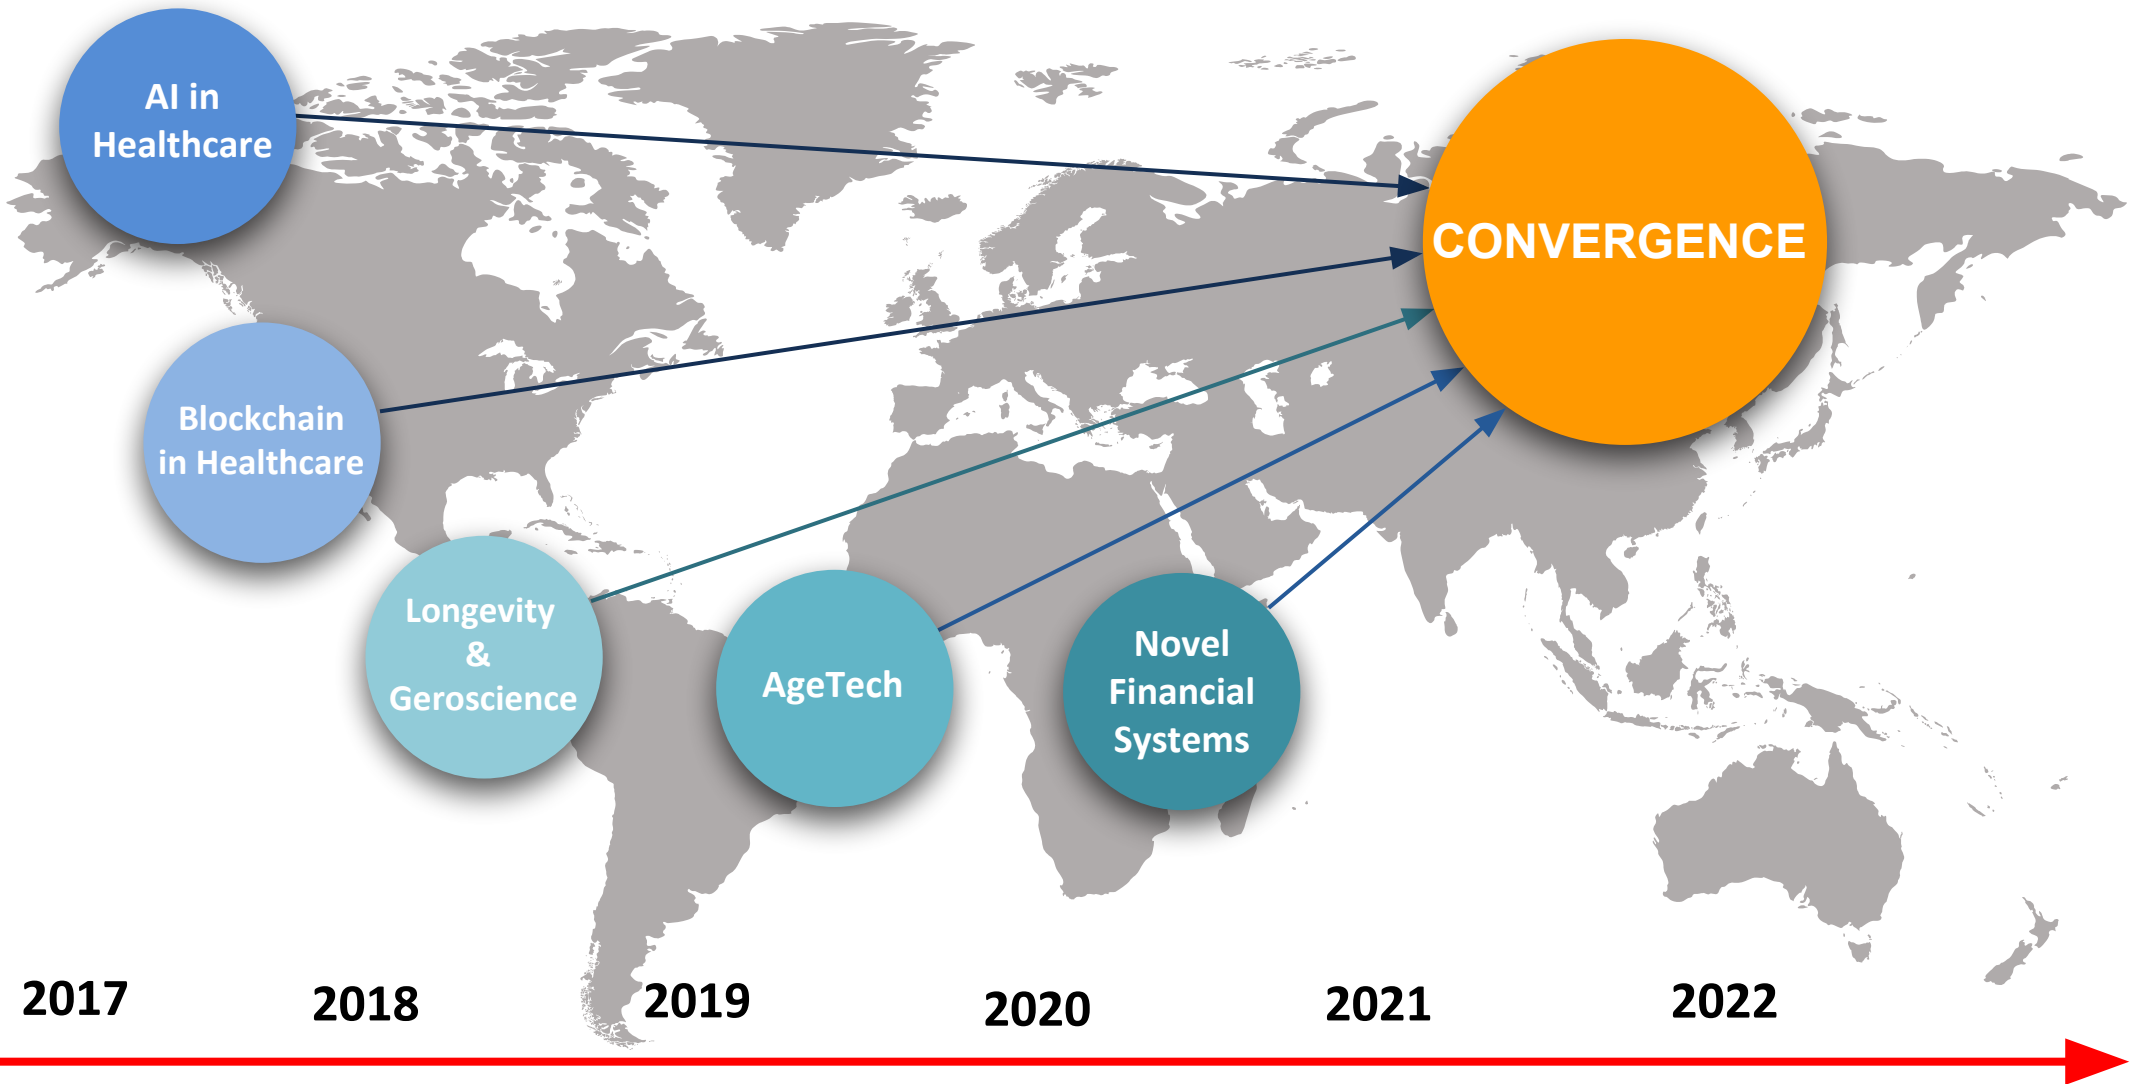 AI in
Healthcare
CONVERGENCE
Blockchain
in Healthcare
Longevity
&
Geroscience
AgeTech
Novel
Financial
Systems
2017
2018
2019
2020
2021
2022